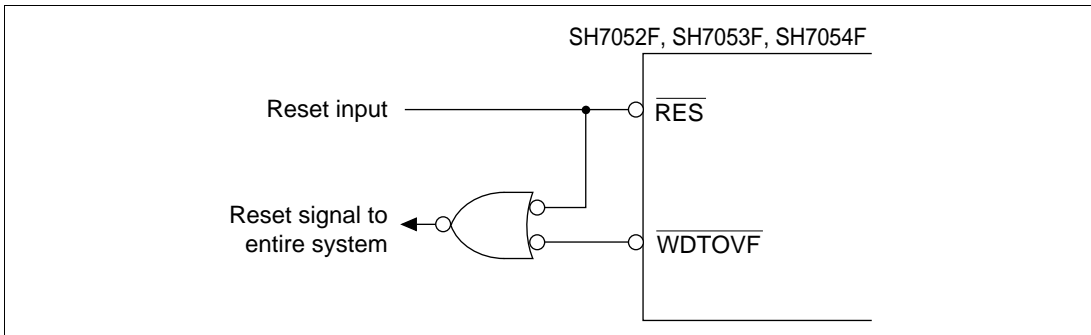 SH7052F, SH7053F, SH7054F
Reset input
RES
Reset signal to
entire system
WDTOVF